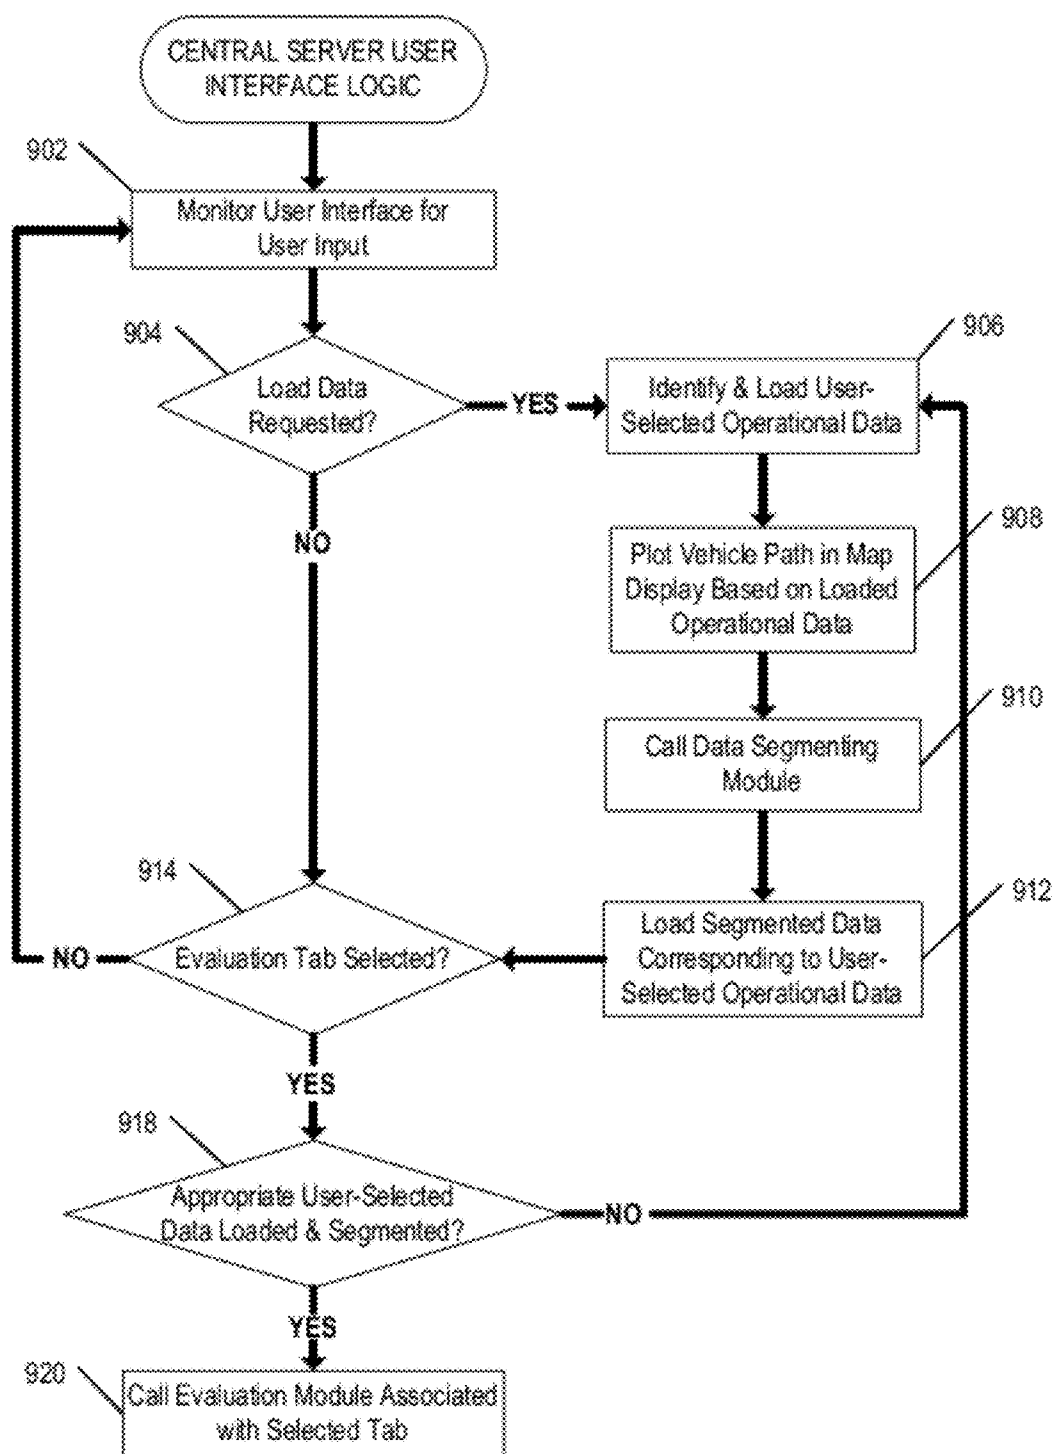 CENTRAL SERVER USER
INTERFACE LOGIC
902
Monitor User Interface for
User Input
904
Load Data
Requested?
YES
906
Identify & Load User-
Selected Operational Data
NO
908
Plot Vehicle Path in Map
Display Based on Loaded
Operational Data
910
Call Data Segmenting
Module
914
Evaluation Tab Selected?
NO
912
Load Segmented Data
Corresponding to User-
Selected Operational Data
YES
918
Appropriate User-Selected
Data Loaded & Segmented?
NO
YES
920
Call Evaluation Module Associated
with Selected Tab